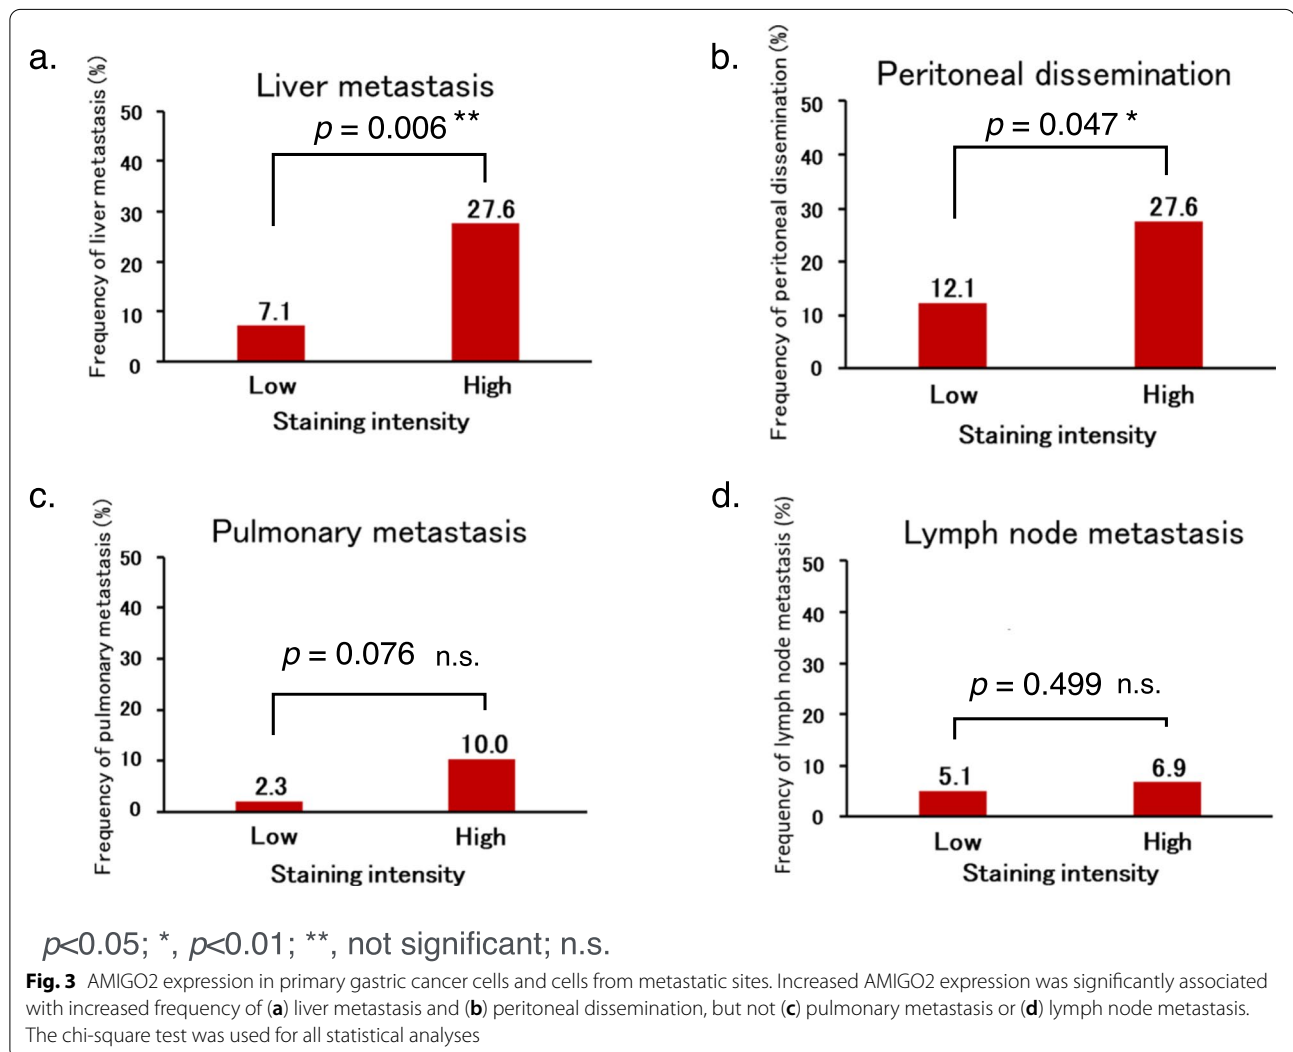 a.
Liver metastasis
Frequency of liver metastasis (%)
50
40
30
20
10
0
p = 0.006 **
7.1
27.6
Low High
Staining intensity
b.
Peritoneal dissemination
Frequency of peritoneal dissemination (%)
50
40
30
20
10
0
p = 0.047 *
12.1
27.6
Low High
Staining intensity
c.
Pulmonary metastasis
Frequency of pulmonary metastasis (%)
50
40
30
20
10
0
p = 0.076 n.s.
2.3
10.0
Low High
Staining intensity
d.
Lymph node metastasis
Frequency of lymph node metastasis (%)
50
40
30
20
10
0
p = 0.499 n.s.
5.1
6.9
Low High
Staining intensity
p<0.05; *, p<0.01; **, not significant; n.s.
Fig. 3 AMIGO2 expression in primary gastric cancer cells and cells from metastatic sites. Increased AMIGO2 expression was significantly associated
with increased frequency of (a) liver metastasis and (b) peritoneal dissemination, but not (c) pulmonary metastasis or (d) lymph node metastasis.
The chi-square test was used for all statistical analyses